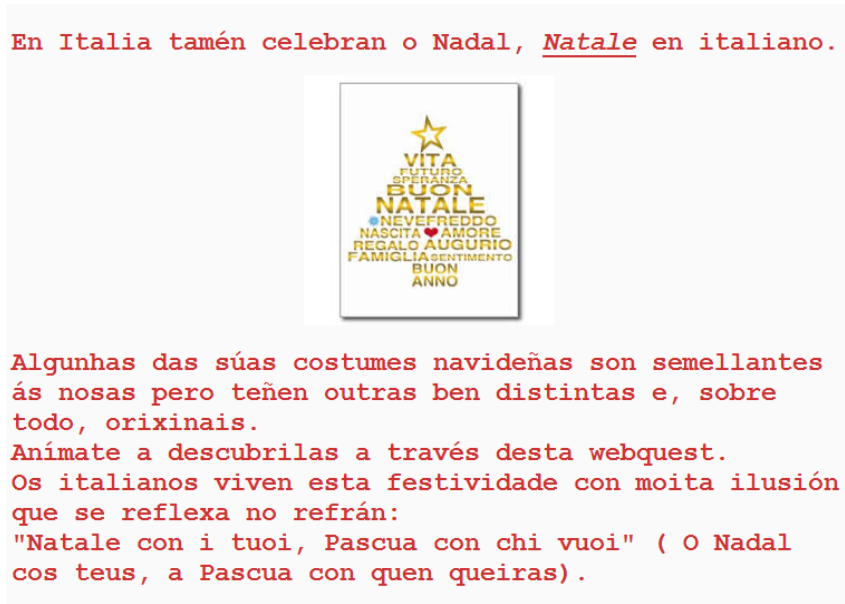 En Italia tamén celebran o Nadal, Natale en italiano.
VITA
FUTURO
SPERANZA
BUON
NATALE
NEVEFREDDO
NASCITA AMORE
REGALO AUGURIO
FAMIGLIASENTIMENTO
BUON
ANNO
Algunhas das súas costumes navideñas son semellantes
ás nosas pero teñen outras ben distintas e, sobre
todo, orixinais.
Anímate a descubrilas a través desta webquest.
Os italianos viven esta festividade con moita ilusión
que se reflexa no refrán:
"Natale con i tuoi, Pascua con chi vuoi" ( O Nadal
cos teus, a Pascua con quen queiras).